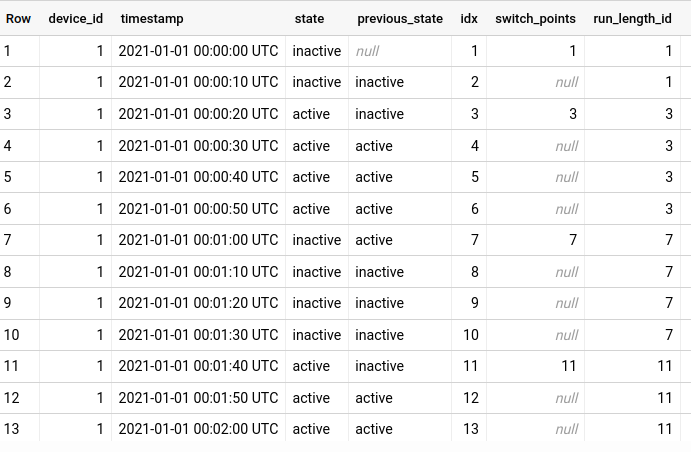 Row device_id timestamp state previous_state idx switch_points run_length_id
1 1 2021-01-01 00:00:00 UTC inactive null 1 1 1
2 1 2021-01-01 00:00:10 UTC inactive inactive 2 null 1
3 1 2021-01-01 00:00:20 UTC active inactive 3 3 3
4 1 2021-01-01 00:00:30 UTC active active 4 null 3
5 1 2021-01-01 00:00:40 UTC active active 5 null 3
6 1 2021-01-01 00:00:50 UTC active active 6 null 3
7 1 2021-01-01 00:01:00 UTC inactive active 7 7 7
8 1 2021-01-01 00:01:10 UTC inactive inactive 8 null 7
9 1 2021-01-01 00:01:20 UTC inactive inactive 9 null 7
10 1 2021-01-01 00:01:30 UTC inactive inactive 10 null 7
11 1 2021-01-01 00:01:40 UTC active inactive 11 11 11
12 1 2021-01-01 00:01:50 UTC active active 12 null 11
13 1 2021-01-01 00:02:00 UTC active active 13 null 11